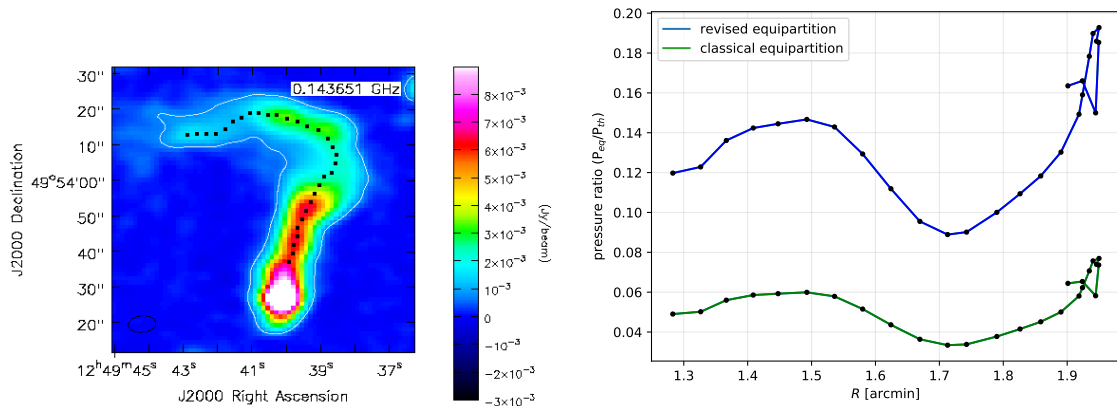 0.143651 GHz
30''
20''
10''
49°54'00''
50''
40''
30''
20''
J2000 Declination
12ʰ49ᵐ45ˢ 41ˢ 39ˢ 37ˢ
J2000 Right Ascension
8×10⁻³
7×10⁻³
6×10⁻³
5×10⁻³
4×10⁻³
3×10⁻³
2×10⁻³
10⁻³
0
−10⁻³
−2×10⁻³
−3×10⁻³
(Jy/beam)
revised equipartition
classical equipartition
0.20
0.18
0.16
0.14
0.12
0.10
0.08
0.06
0.04
pressure ratio (P_eq/P_th)
1.3 1.4 1.5 1.6 1.7 1.8 1.9
R [arcmin]